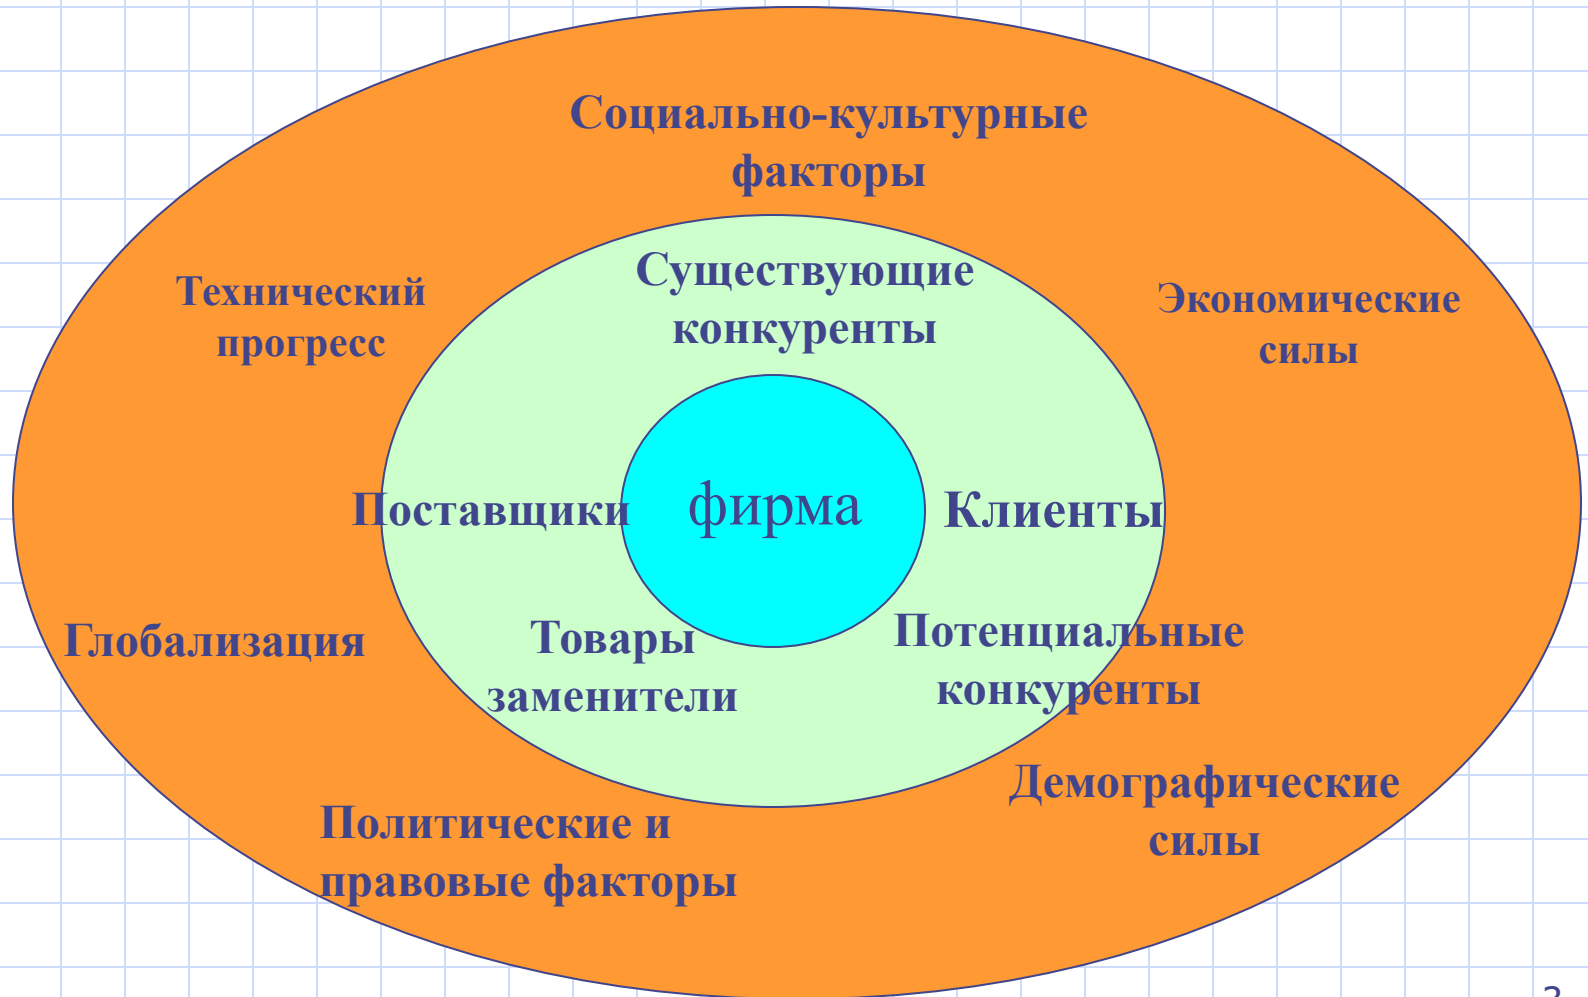 Социально-культурные
факторы
Существующие
конкуренты
Технический
прогресс
Экономические
силы
Поставщики
фирма
Клиенты
Глобализация
Товары
заменители
Потенциальные
конкуренты
Демографические
силы
Политические и
правовые факторы